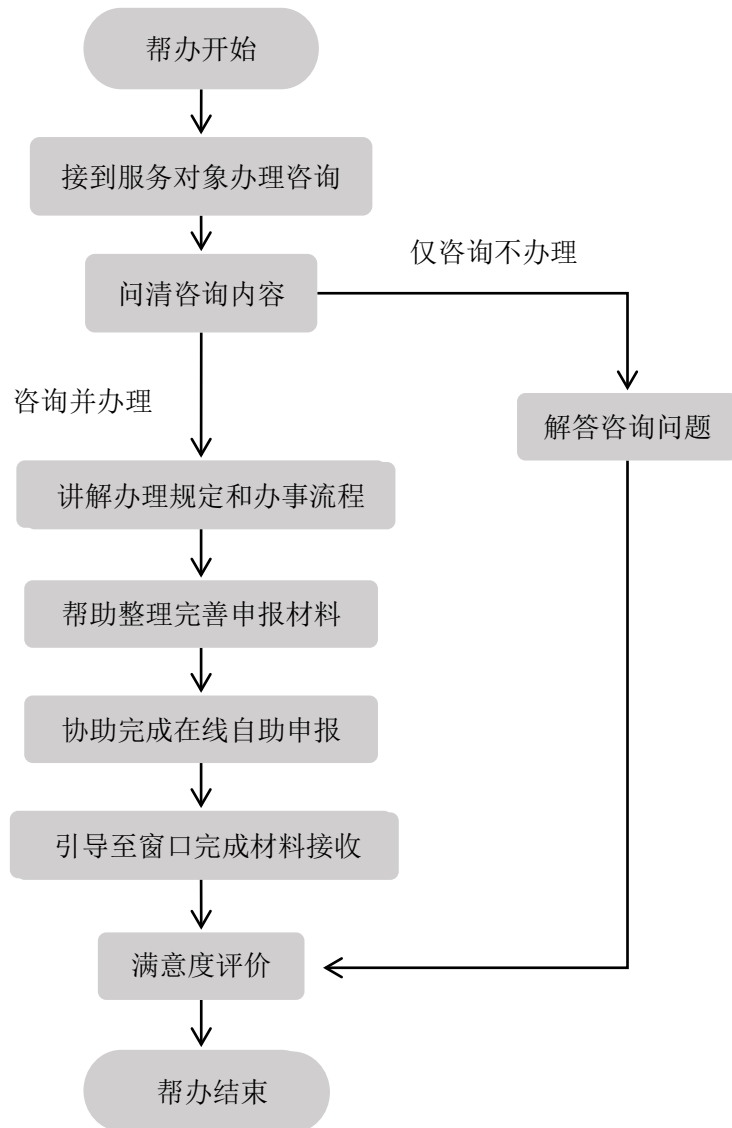 帮办开始
接到服务对象办理咨询
仅咨询不办理
问清咨询内容
咨询并办理
解答咨询问题
讲解办理规定和办事流程
帮助整理完善申报材料
协助完成在线自助申报
引导至窗口完成材料接收
满意度评价
帮办结束